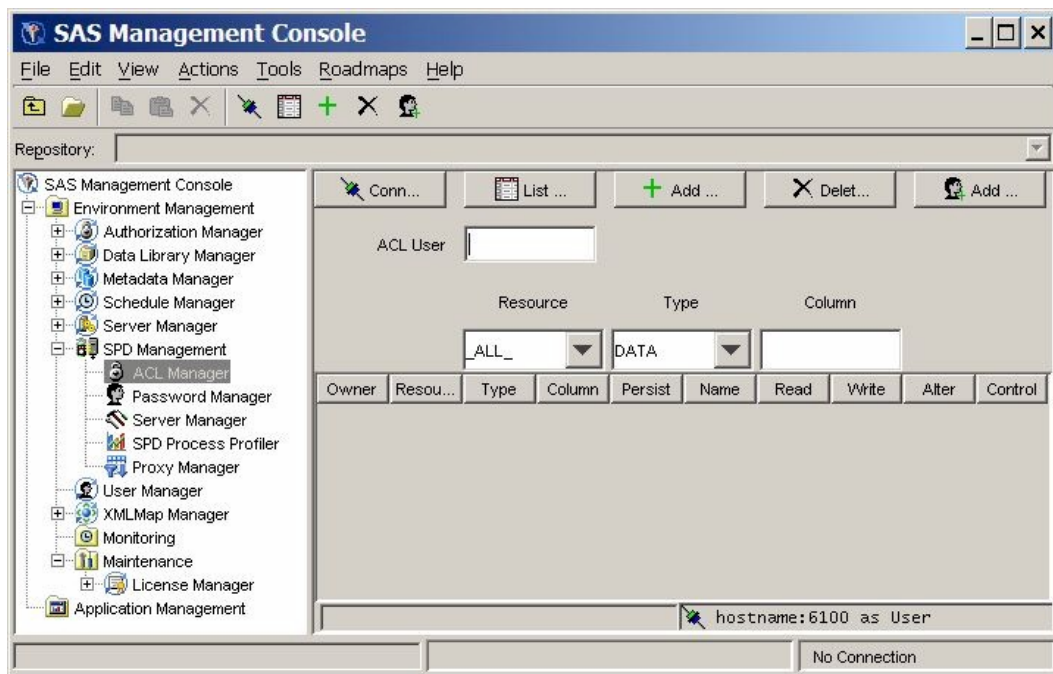 SAS Management Console
File Edit View Actions Tools Roadmaps Help
Repository:
SAS Management Console
Environment Management
Authorization Manager
Data Library Manager
Metadata Manager
Schedule Manager
Server Manager
SPD Management
ACL Manager
Password Manager
Server Manager
SPD Process Profiler
Proxy Manager
User Manager
XMLMap Manager
Monitoring
Maintenance
License Manager
Application Management
Conn... List ... Add ... Delet... Add ...
ACL User
Resource Type Column
_ALL_ DATA
Owner Resou... Type Column Persist Name Read Write Alter Control
hostname:6100 as User
No Connection